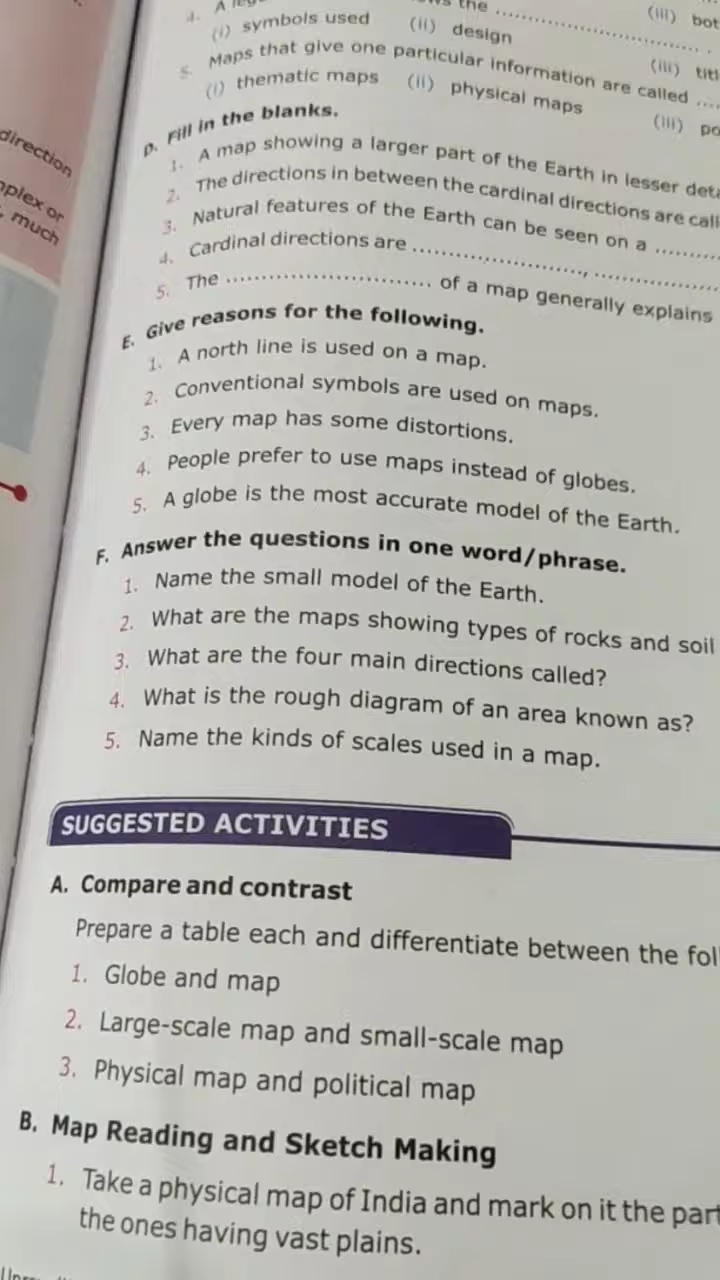 direction
plex or
much
4. A
the ....................
(iii)
(i) symbols used (ii) design
5. Maps that give one particular information are called ....
(iii)
(i) thematic maps (ii) physical maps
(iii)
D. Fill in the blanks.
1. A map showing a larger part of the Earth in lesser
2. The directions in between the cardinal directions are
3. Natural features of the Earth can be seen on a ..........
4. Cardinal directions are .........................., ....................
5. The .............................. of a map generally explains
E. Give reasons for the following.
1. A north line is used on a map.
2. Conventional symbols are used on maps.
3. Every map has some distortions.
4. People prefer to use maps instead of globes.
5. A globe is the most accurate model of the Earth.
F. Answer the questions in one word/phrase.
1. Name the small model of the Earth.
2. What are the maps showing types of rocks and soil
3. What are the four main directions called?
4. What is the rough diagram of an area known as?
5. Name the kinds of scales used in a map.
SUGGESTED ACTIVITIES
A. Compare and contrast
Prepare a table each and differentiate between the
1. Globe and map
2. Large-scale map and small-scale map
3. Physical map and political map
B. Map Reading and Sketch Making
1. Take a physical map of India and mark on it the
the ones having vast plains.